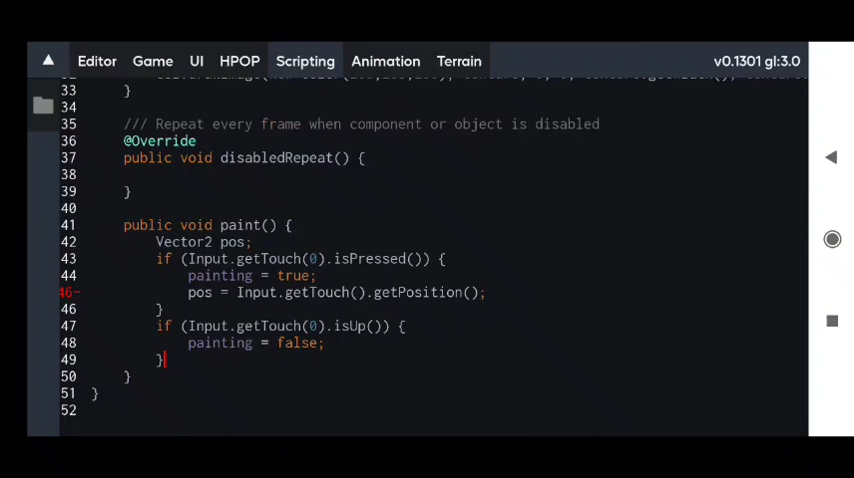 Editor Game UI HPOP Scripting Animation Terrain v0.1301 gl:3.0
33 }
34
35 /// Repeat every frame when component or object is disabled
36 @Override
37 public void disabledRepeat() {
38
39 }
40
41 public void paint() {
42 Vector2 pos;
43 if (Input.getTouch(0).isPressed()) {
44 painting = true;
46- pos = Input.getTouch().getPosition();
46 }
47 if (Input.getTouch(0).isUp()) {
48 painting = false;
49 }
50 }
51 }
52